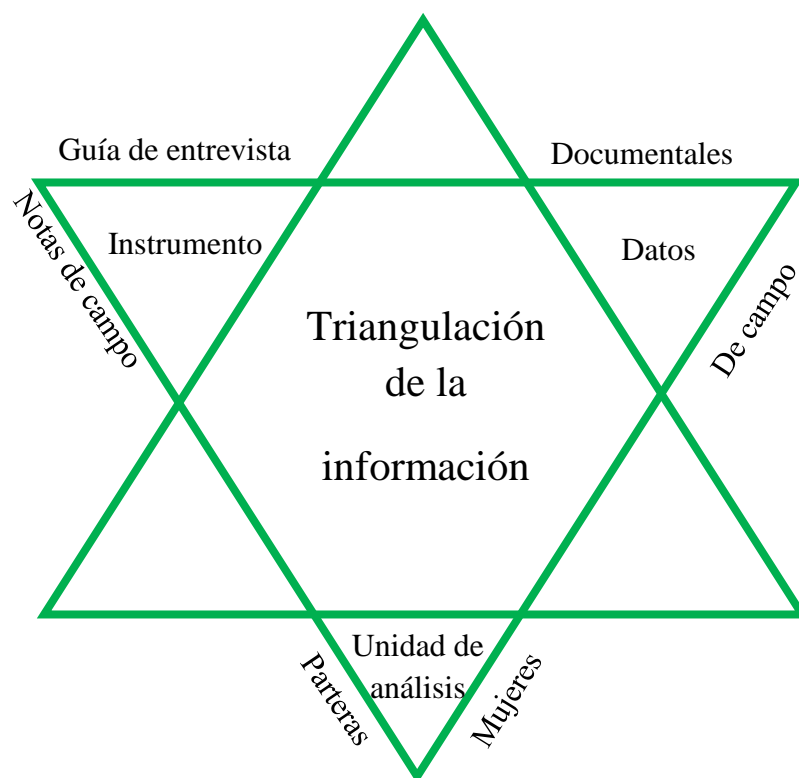 Guía de entrevista
Documentales
Notas de campo
Instrumento
Datos
De campo
Triangulación
de la
información
Unidad de
análisis
Parteras
Mujeres